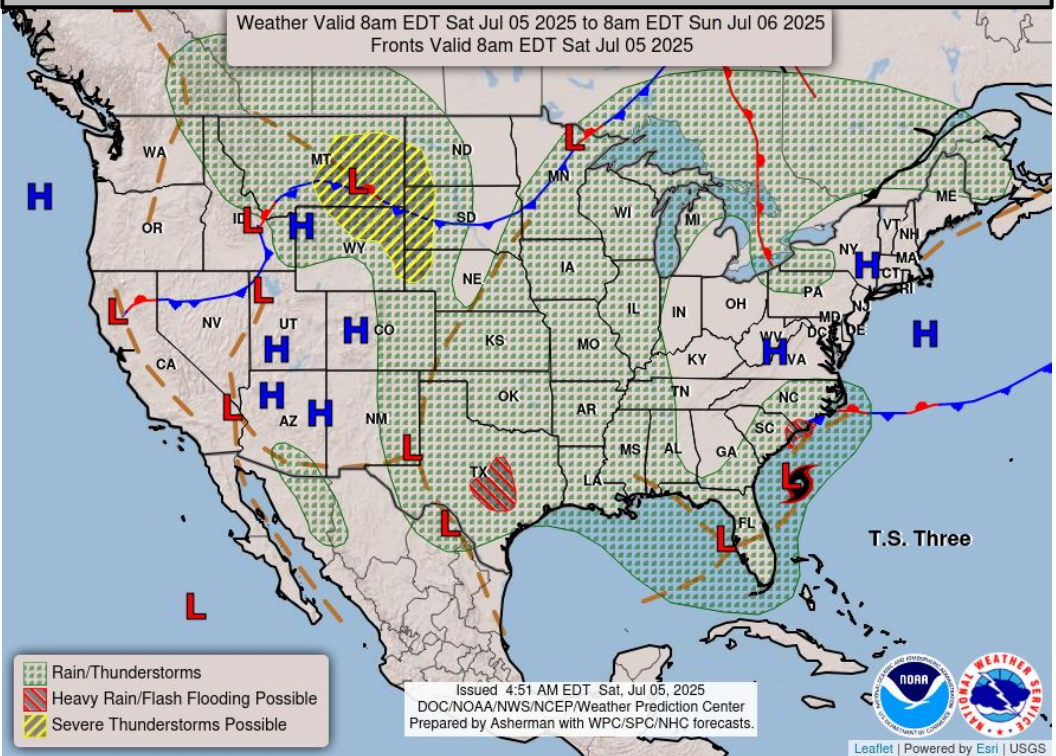 Weather Valid 8am EDT Sat Jul 05 2025 to 8am EDT Sun Jul 06 2025
Fronts Valid 8am EDT Sat Jul 05 2025
WA
MT
ND
MN
L
L
ME
H
OR
ID
L
H
WY
SD
WI
MI
VT
NH
NY
H
MA
CT
RI
L
L
NV
UT
H
H
CO
NE
IA
IL
IN
OH
PA
NJ
MD
DE
DC
WV
H
VA
H
CA
L
H
AZ
H
NM
KS
MO
KY
TN
NC
L
OK
AR
MS
AL
GA
SC
L
TX
LA
L
L
FL
T.S. Three
L
Rain/Thunderstorms
Heavy Rain/Flash Flooding Possible
Severe Thunderstorms Possible
Issued 4:51 AM EDT Sat, Jul 05, 2025
DOC/NOAA/NWS/NCEP/Weather Prediction Center
Prepared by Asherman with WPC/SPC/NHC forecasts.
NOAA
NATIONAL WEATHER SERVICE
Leaflet | Powered by Esri | USGS